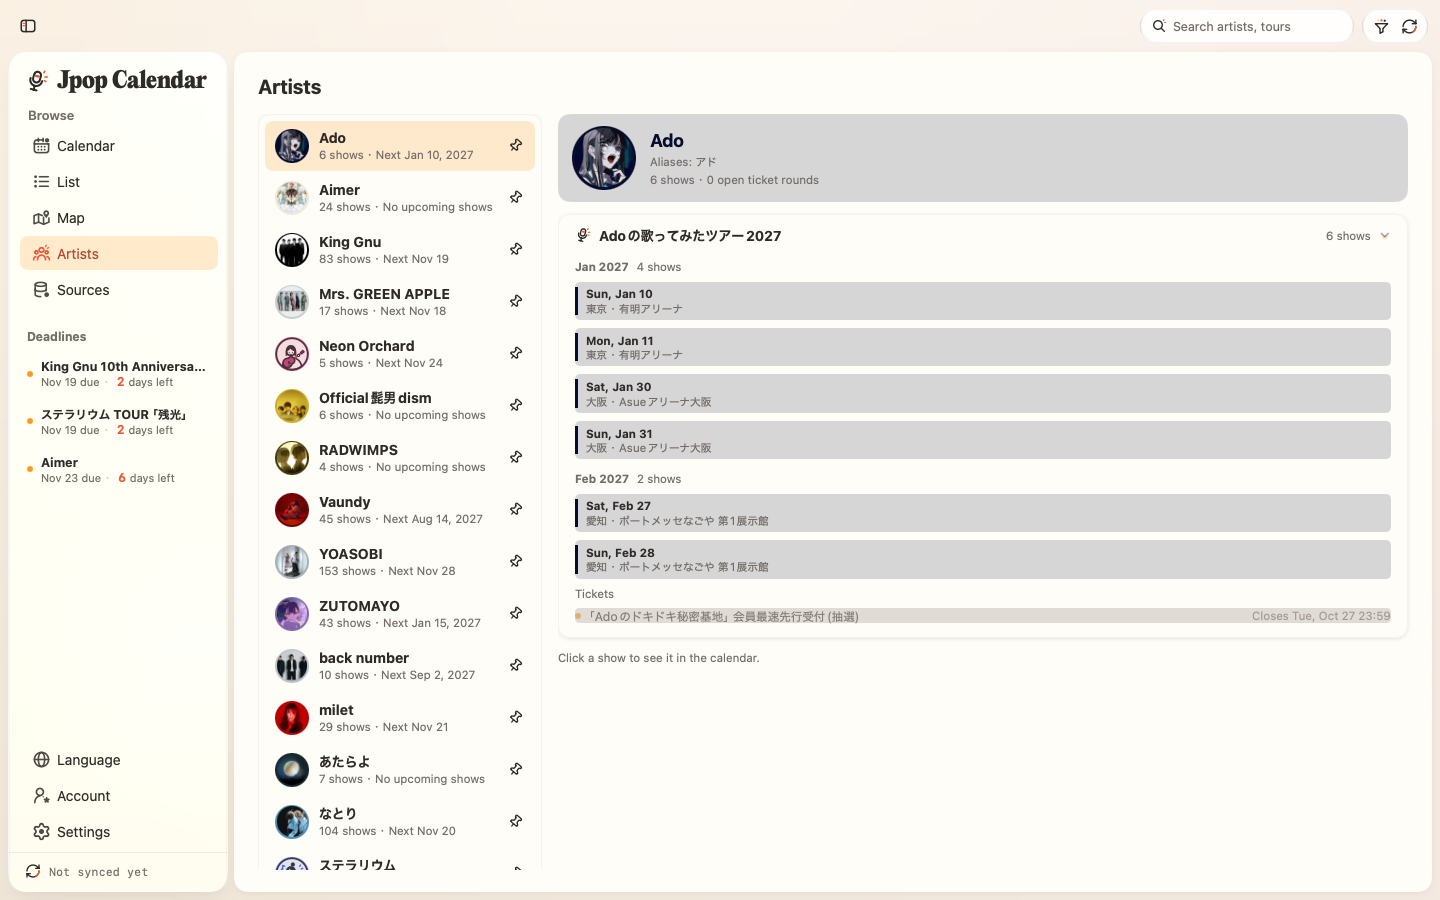 Search artists, tours
Jpop Calendar
Browse
Calendar
List
Map
Artists
Sources
Deadlines
King Gnu 10th Anniversa...
Nov 19 due · 2 days left
ステラリウム TOUR「残光」
Nov 19 due · 2 days left
Aimer
Nov 23 due · 6 days left
Language
Account
Settings
Not synced yet
Artists
Ado
6 shows · Next Jan 10, 2027
Aimer
24 shows · No upcoming shows
King Gnu
83 shows · Next Nov 19
Mrs. GREEN APPLE
17 shows · Next Nov 18
Neon Orchard
5 shows · Next Nov 24
Official髭男dism
6 shows · No upcoming shows
RADWIMPS
4 shows · No upcoming shows
Vaundy
45 shows · Next Aug 14, 2027
YOASOBI
153 shows · Next Nov 28
ZUTOMAYO
43 shows · Next Jan 15, 2027
back number
10 shows · Next Sep 2, 2027
milet
29 shows · Next Nov 21
あたらよ
7 shows · No upcoming shows
なとり
104 shows · Next Nov 20
ステラリウム
Ado
Aliases: アド
6 shows · 0 open ticket rounds
Adoの歌ってみたツアー2027
6 shows
Jan 2027 4 shows
Sun, Jan 10
東京・有明アリーナ
Mon, Jan 11
東京・有明アリーナ
Sat, Jan 30
大阪・Asueアリーナ大阪
Sun, Jan 31
大阪・Asueアリーナ大阪
Feb 2027 2 shows
Sat, Feb 27
愛知・ポートメッセなごや 第1展示館
Sun, Feb 28
愛知・ポートメッセなごや 第1展示館
Tickets
「Adoのドキドキ秘密基地」会員最速先行受付(抽選)
Closes Tue, Oct 27 23:59
Click a show to see it in the calendar.